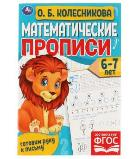 О. Б. КОЛЕСНИКОВА
МАТЕМАТИЧЕСКИЕ
ПРОПИСИ
6-7
ЛЕТ
ГОТОВИМ РУКУ
К ПИСЬМУ
ФГОС